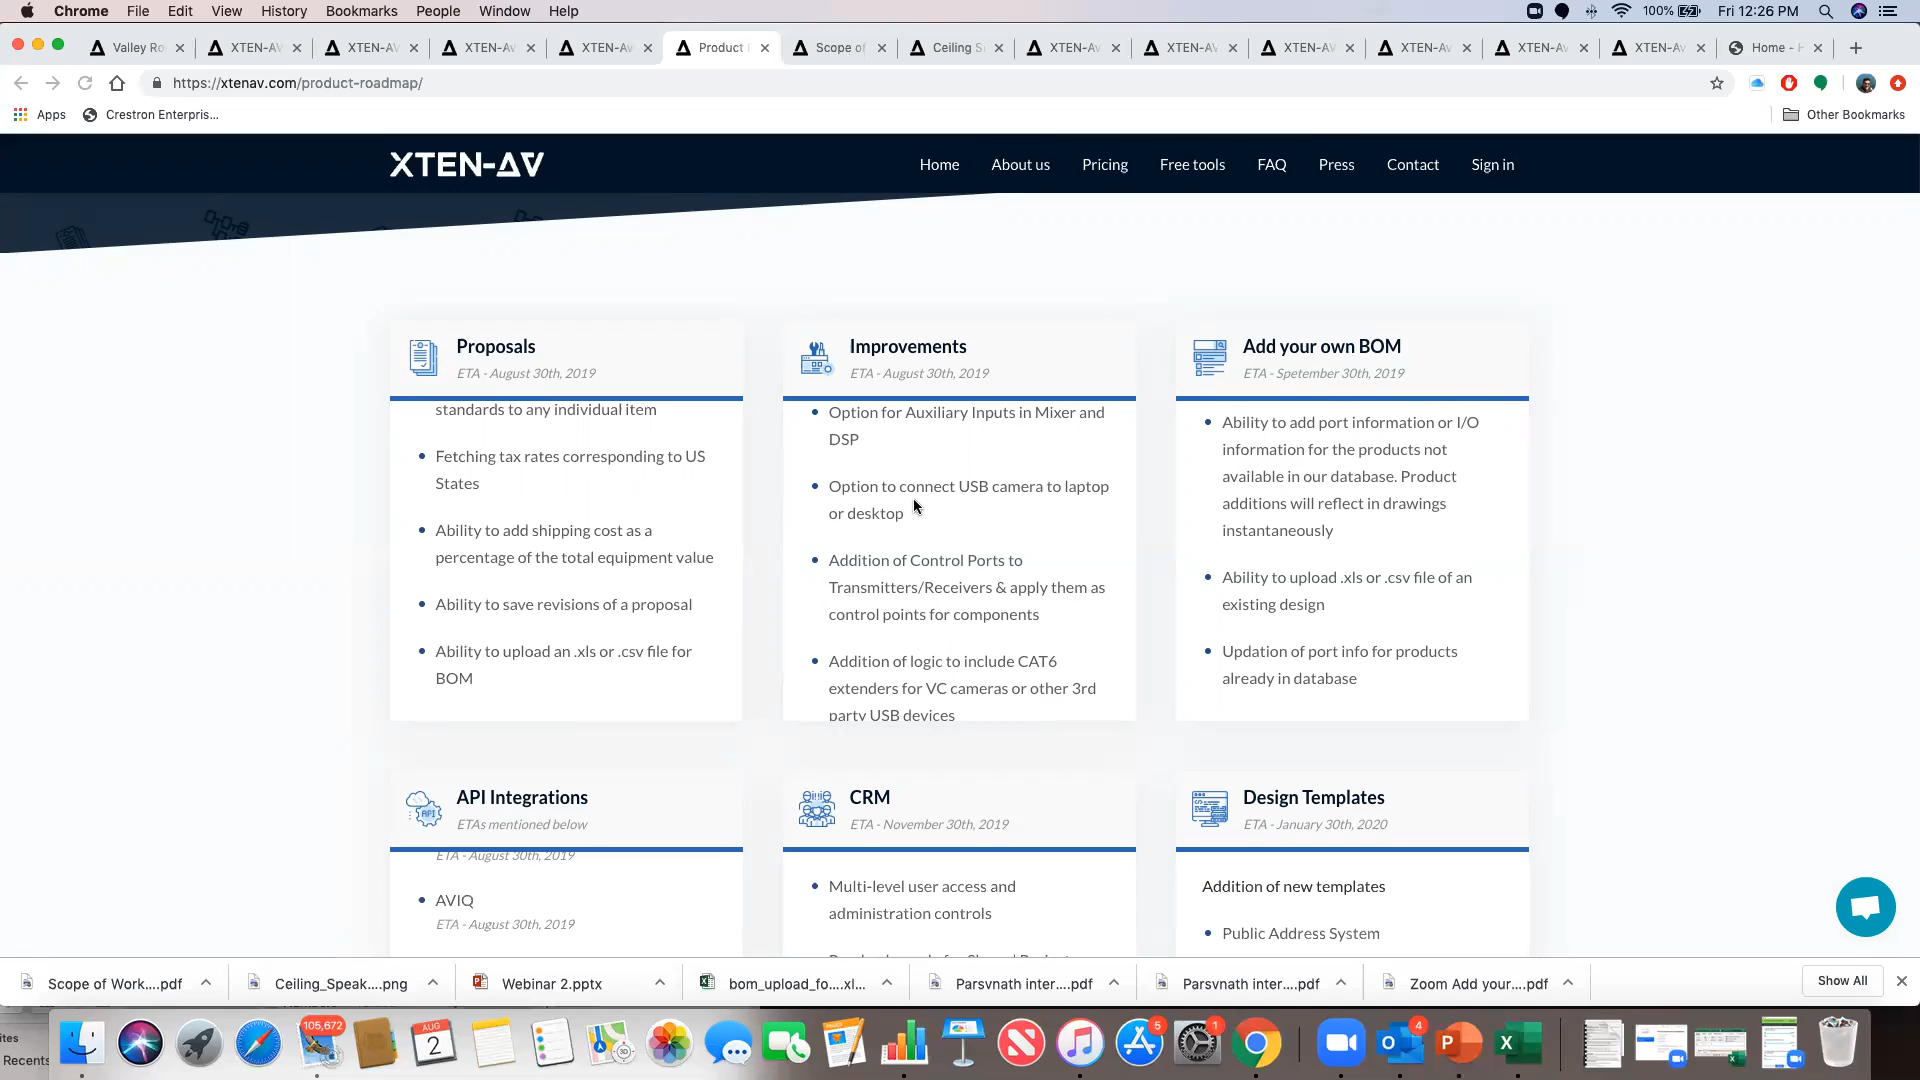 Chrome File Edit View History Bookmarks People Window Help 100% Fri 12:26 PM
Valley Ro XTEN-AV XTEN-AV XTEN-AV XTEN-AV Product Scope of Ceiling S XTEN-AV XTEN-AV XTEN-AV XTEN-AV XTEN-AV XTEN-AV Home -
https://xtenav.com/product-roadmap/
Apps Crestron Enterpris... Other Bookmarks
XTEN-AV Home About us Pricing Free tools FAQ Press Contact Sign in
Proposals
ETA - August 30th, 2019
standards to any individual item
Fetching tax rates corresponding to US
States
Ability to add shipping cost as a
percentage of the total equipment value
Ability to save revisions of a proposal
Ability to upload an .xls or .csv file for
BOM
Improvements
ETA - August 30th, 2019
Option for Auxiliary Inputs in Mixer and
DSP
Option to connect USB camera to laptop
or desktop
Addition of Control Ports to
Transmitters/Receivers & apply them as
control points for components
Addition of logic to include CAT6
extenders for VC cameras or other 3rd
party USB devices
Add your own BOM
ETA - Spetember 30th, 2019
Ability to add port information or I/O
information for the products not
available in our database. Product
additions will reflect in drawings
instantaneously
Ability to upload .xls or .csv file of an
existing design
Updation of port info for products
already in database
API Integrations
ETAs mentioned below
ETA - August 30th, 2019
AVIQ
ETA - August 30th, 2019
CRM
ETA - November 30th, 2019
Multi-level user access and
administration controls
Design Templates
ETA - January 30th, 2020
Addition of new templates
Public Address System
Scope of Work....pdf Ceiling_Speak....png Webinar 2.pptx bom_upload_fo....xl... Parsvnath inter....pdf Parsvnath inter....pdf Zoom Add your....pdf Show All
105,672 AUG 2 5 1 4
ites
Recents